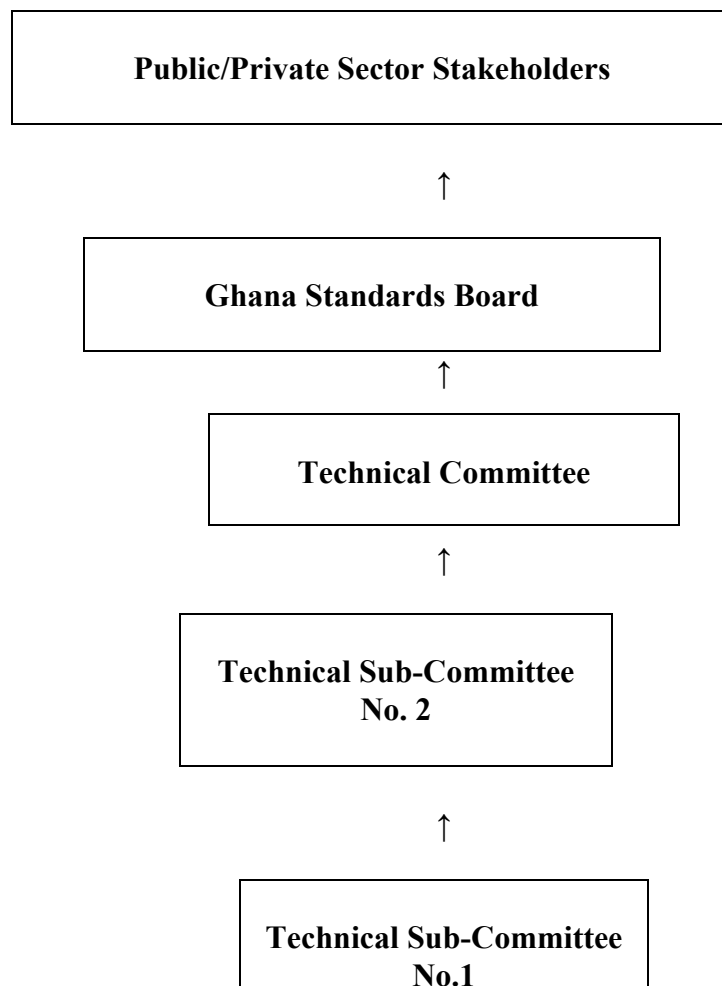 Public/Private Sector Stakeholders
↑
Ghana Standards Board
↑
Technical Committee
↑
Technical Sub-Committee
No. 2
↑
Technical Sub-Committee
No.1